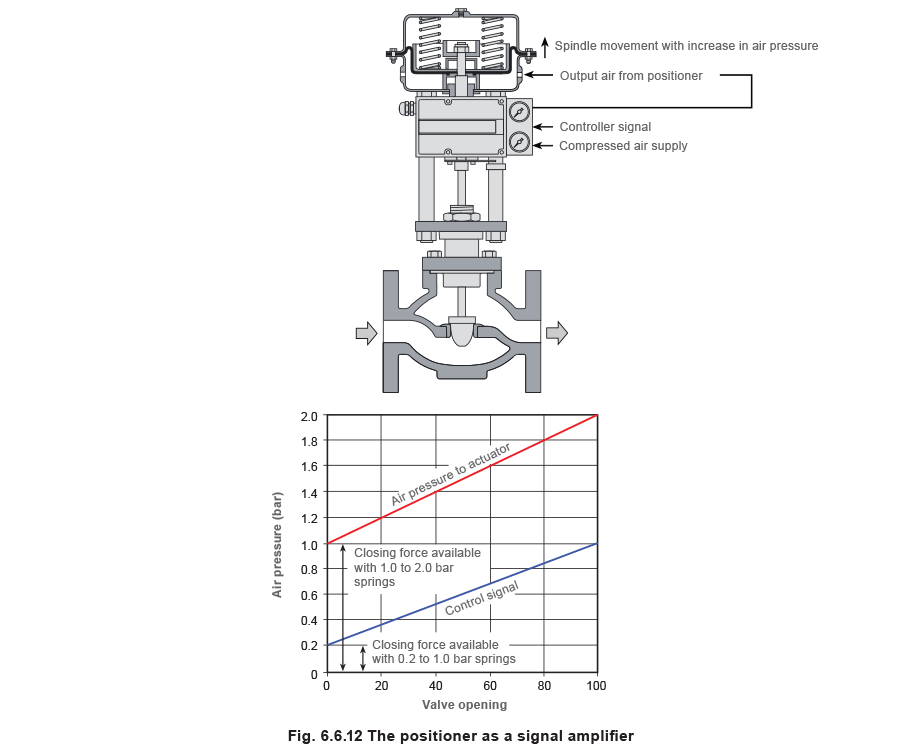 Spindle movement with increase in air pressure
Output air from positioner
Controller signal
Compressed air supply
2.0
1.8
1.6
1.4
1.2
1.0
0.8
0.6
0.4
0.2
0
Air pressure (bar)
Air pressure to actuator
Closing force available
with 1.0 to 2.0 bar
springs
Control signal
Closing force available
with 0.2 to 1.0 bar springs
0 20 40 60 80 100
Valve opening
Fig. 6.6.12 The positioner as a signal amplifier